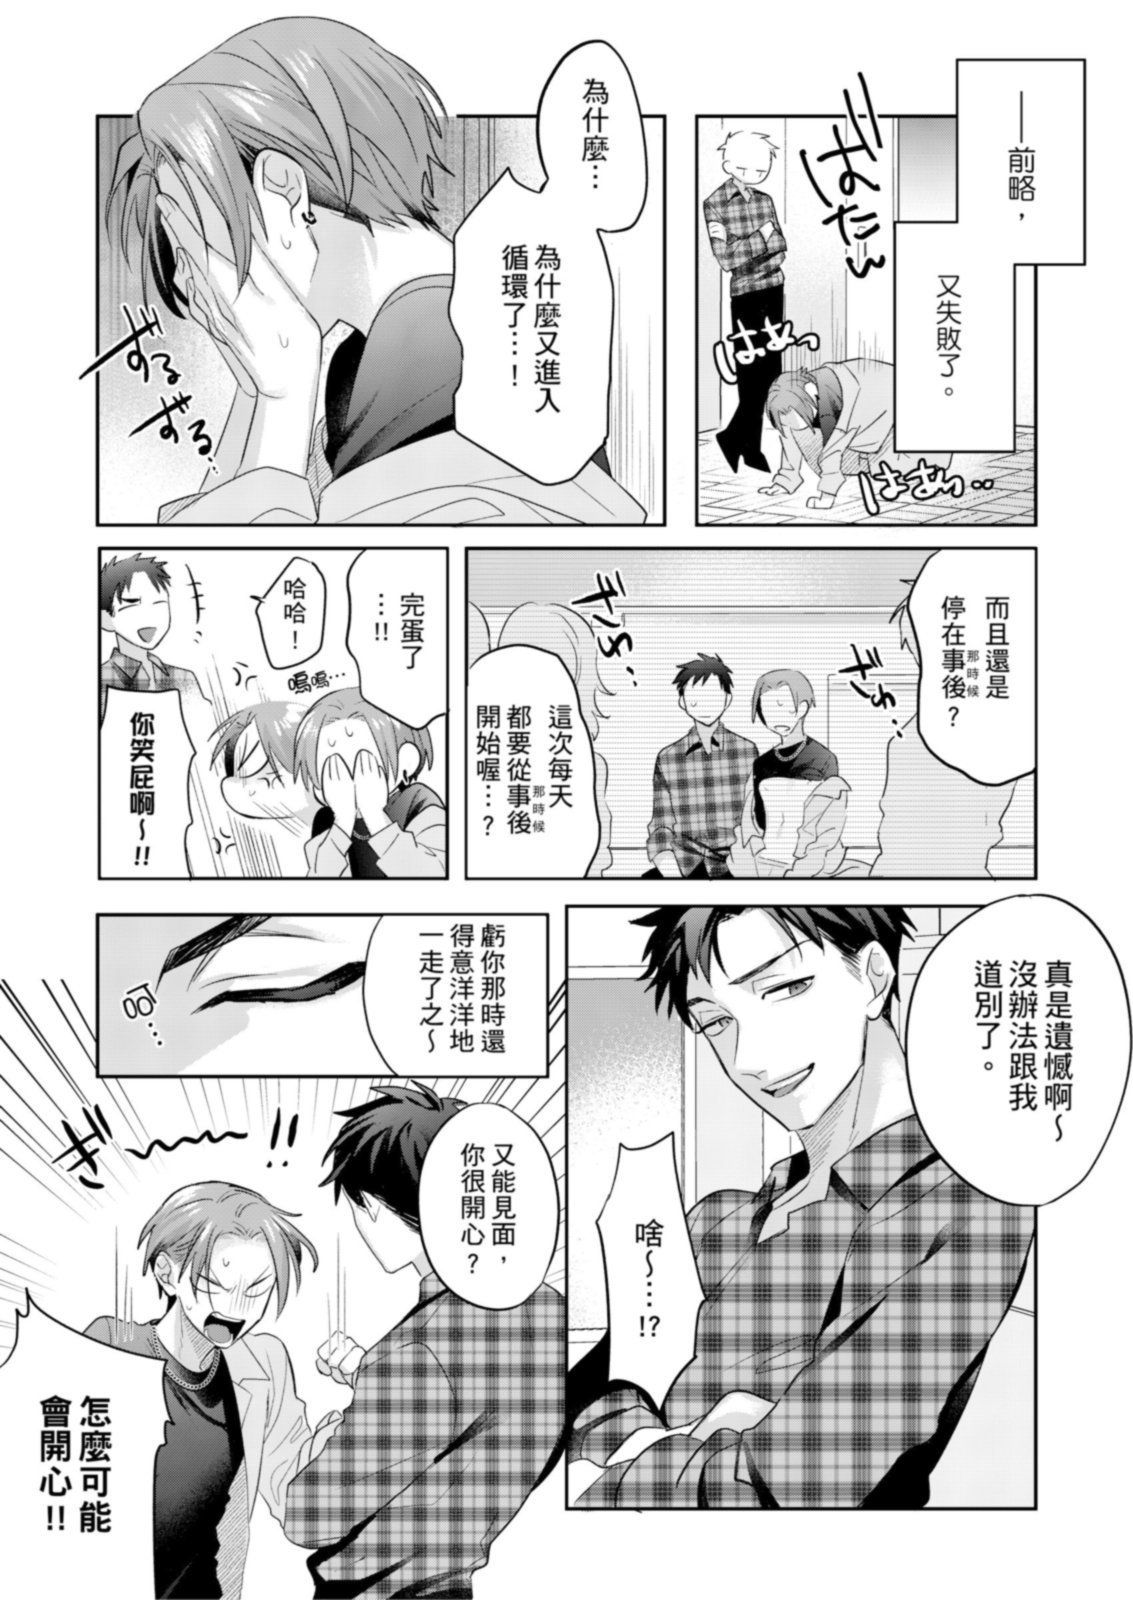 ——前略，
又失敗了。
ばたん
はあっ
はあっ‥
為什麼…
為什麼又進入
循環了…！
ずるずる
而且還是
停在事後？
那時候
ざわ‥
ざわ‥
這次每天
都要從事後
那時候
開始喔…？
完蛋了
…!!
嗚嗚…
哈
哈！
你笑屁啊～!!
真是遺憾啊～
沒辦法跟我
道別了。
啥～…!?
虧你那時還
得意洋洋地
一走了之～
呵…
又能見面，
你很開心？
ぎ～～!!
怎麼可能
會開心!!